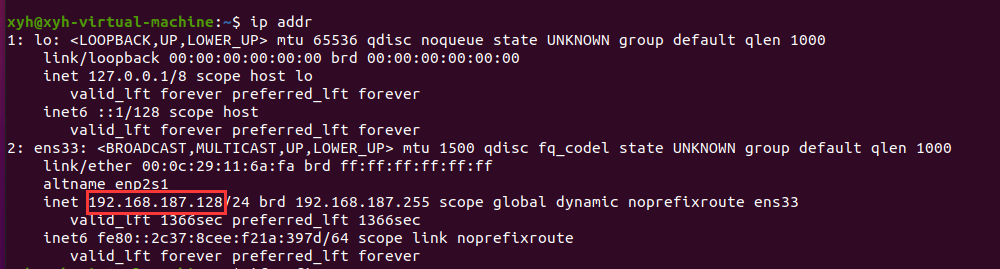 xyh@xyh-virtual-machine:~$ ip addr
1: lo: <LOOPBACK,UP,LOWER_UP> mtu 65536 qdisc noqueue state UNKNOWN group default qlen 1000
link/loopback 00:00:00:00:00:00 brd 00:00:00:00:00:00
inet 127.0.0.1/8 scope host lo
valid_lft forever preferred_lft forever
inet6 ::1/128 scope host
valid_lft forever preferred_lft forever
2: ens33: <BROADCAST,MULTICAST,UP,LOWER_UP> mtu 1500 qdisc fq_codel state UNKNOWN group default qlen 1000
link/ether 00:0c:29:11:6a:fa brd ff:ff:ff:ff:ff:ff
altname enp2s1
inet 192.168.187.128/24 brd 192.168.187.255 scope global dynamic noprefixroute ens33
valid_lft 1366sec preferred_lft 1366sec
inet6 fe80::2c37:8cee:f21a:397d/64 scope link noprefixroute
valid_lft forever preferred_lft forever